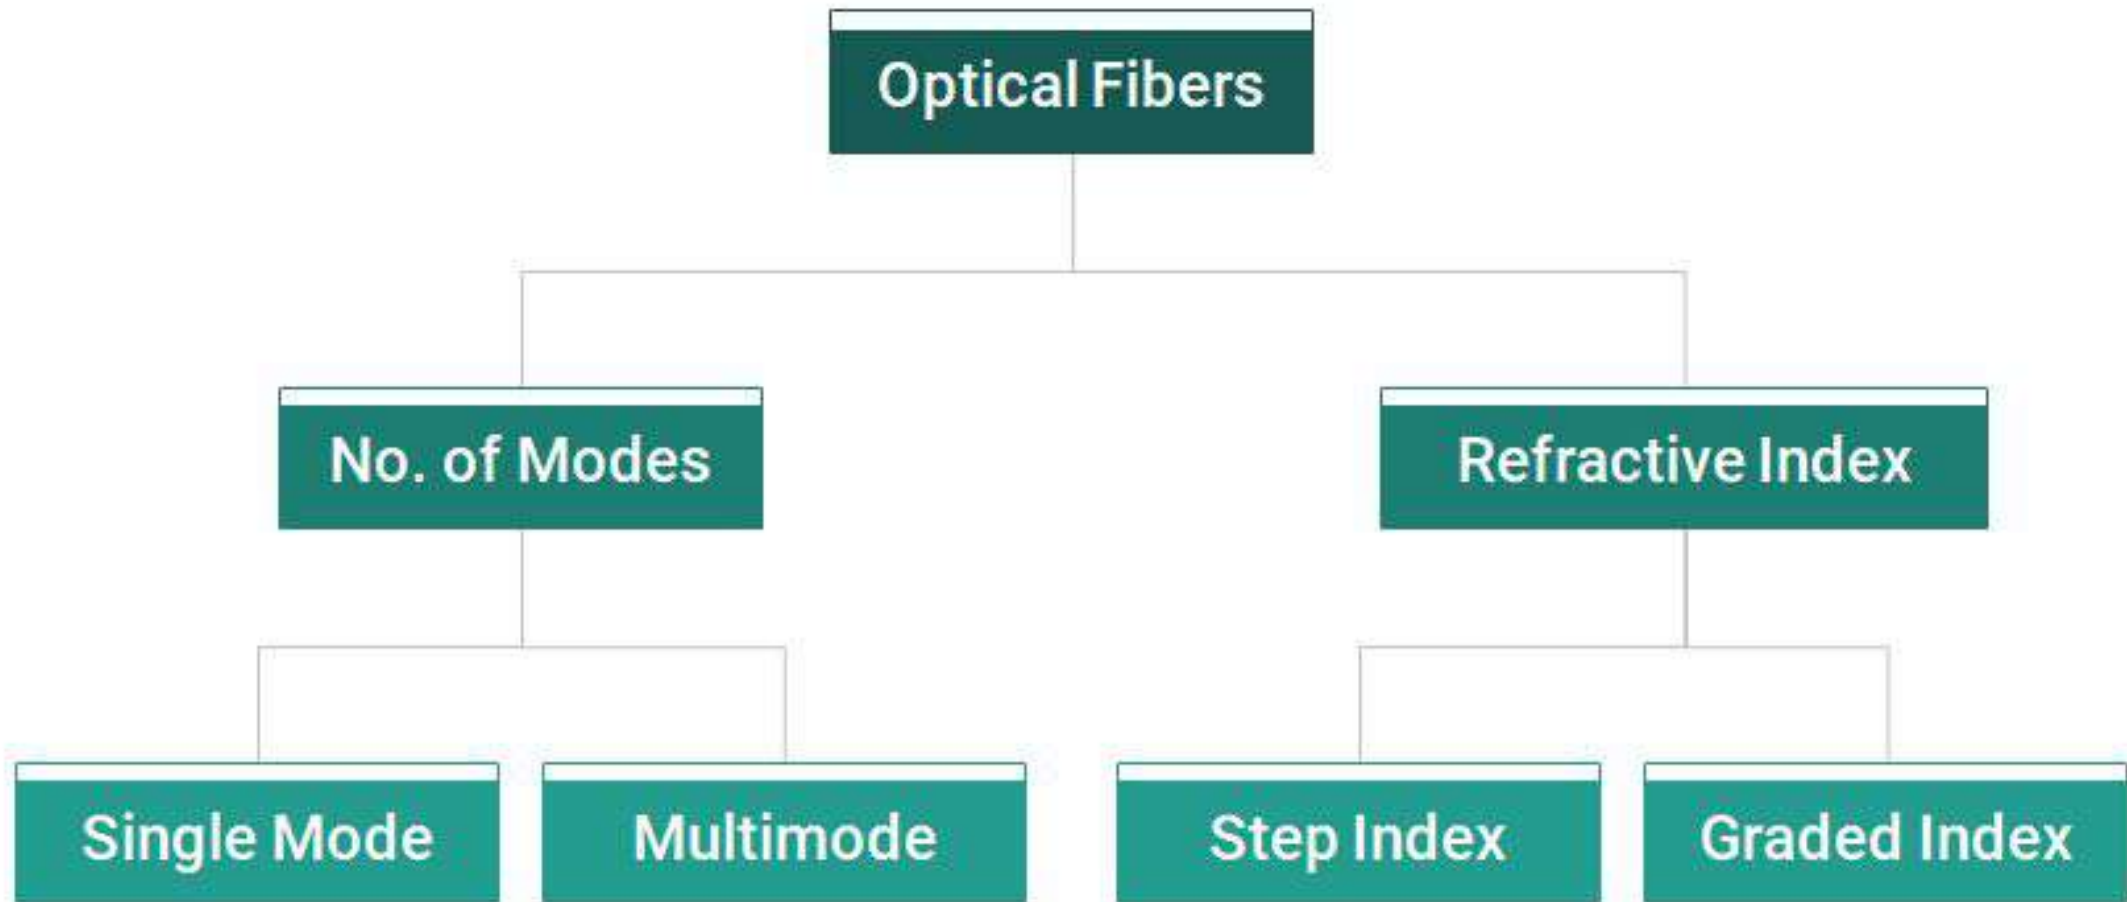 Optical Fibers
No. of Modes
Refractive Index
Single Mode
Multimode
Step Index
Graded Index